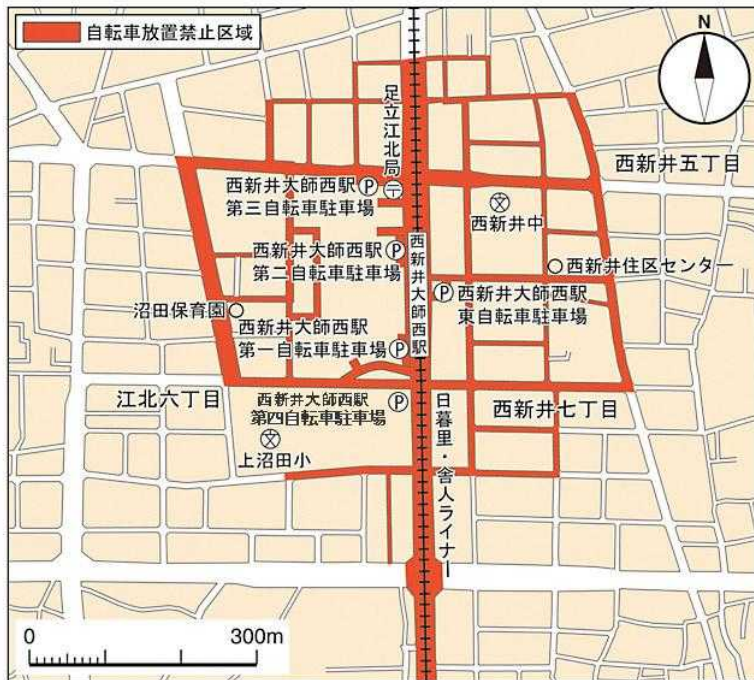 自転車放置禁止区域
N
足立江北局
西新井五丁目
西新井大師西駅
第三自転車駐車場
P
〒
文
西新井中
西新井大師西駅
第二自転車駐車場
P
西新井大師西駅
西新井住区センター
P
西新井大師西駅
東自転車駐車場
沼田保育園
西新井大師西駅
第一自転車駐車場
P
江北六丁目
西新井大師西駅
第四自転車駐車場
P
西新井七丁目
文
上沼田小
日暮里・舎人ライナー
0
300m